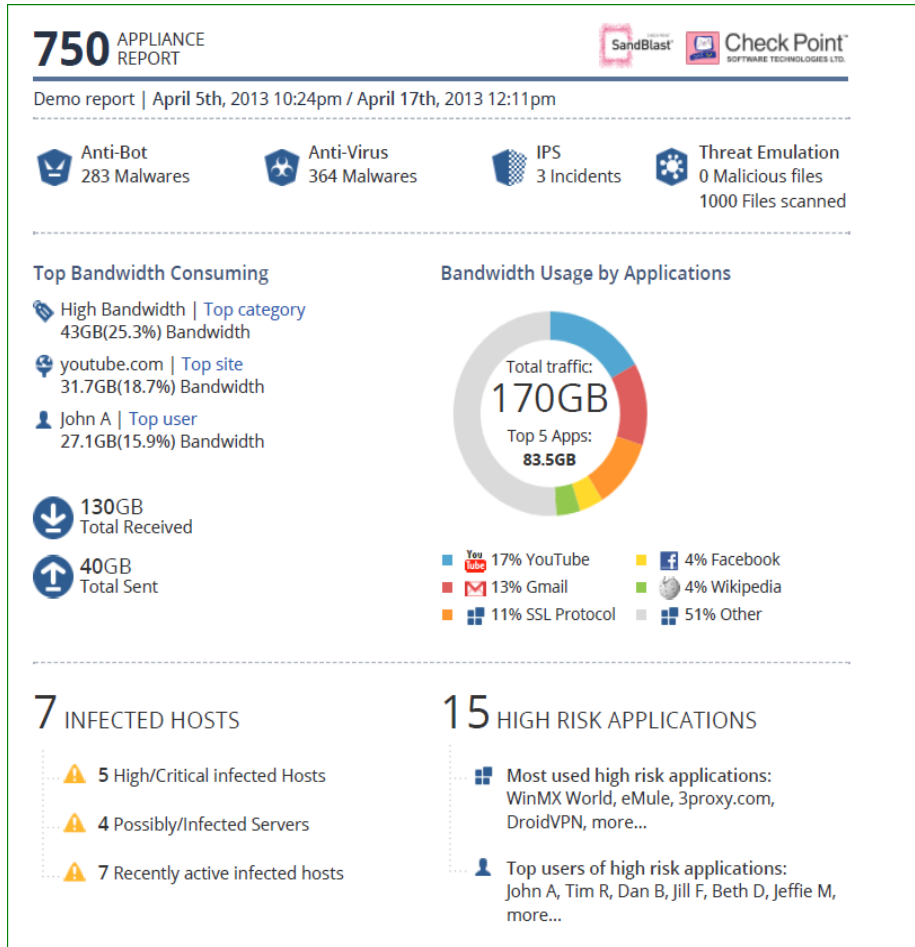 750 APPLIANCE
REPORT
SandBlast
Check Point
SOFTWARE TECHNOLOGIES LTD.
Demo report | April 5th, 2013 10:24pm / April 17th, 2013 12:11pm
Anti-Bot
283 Malwares
Anti-Virus
364 Malwares
IPS
3 Incidents
Threat Emulation
0 Malicious files
1000 Files scanned
Top Bandwidth Consuming
High Bandwidth | Top category
43GB(25.3%) Bandwidth
youtube.com | Top site
31.7GB(18.7%) Bandwidth
John A | Top user
27.1GB(15.9%) Bandwidth
130GB
Total Received
40GB
Total Sent
Bandwidth Usage by Applications
Total traffic:
170GB
Top 5 Apps:
83.5GB
You Tube 17% YouTube
13% Gmail
11% SSL Protocol
4% Facebook
4% Wikipedia
51% Other
7 INFECTED HOSTS
5 High/Critical infected Hosts
4 Possibly/Infected Servers
7 Recently active infected hosts
15 HIGH RISK APPLICATIONS
Most used high risk applications:
WinMX World, eMule, 3proxy.com,
DroidVPN, more...
Top users of high risk applications:
John A, Tim R, Dan B, Jill F, Beth D, Jeffie M,
more...